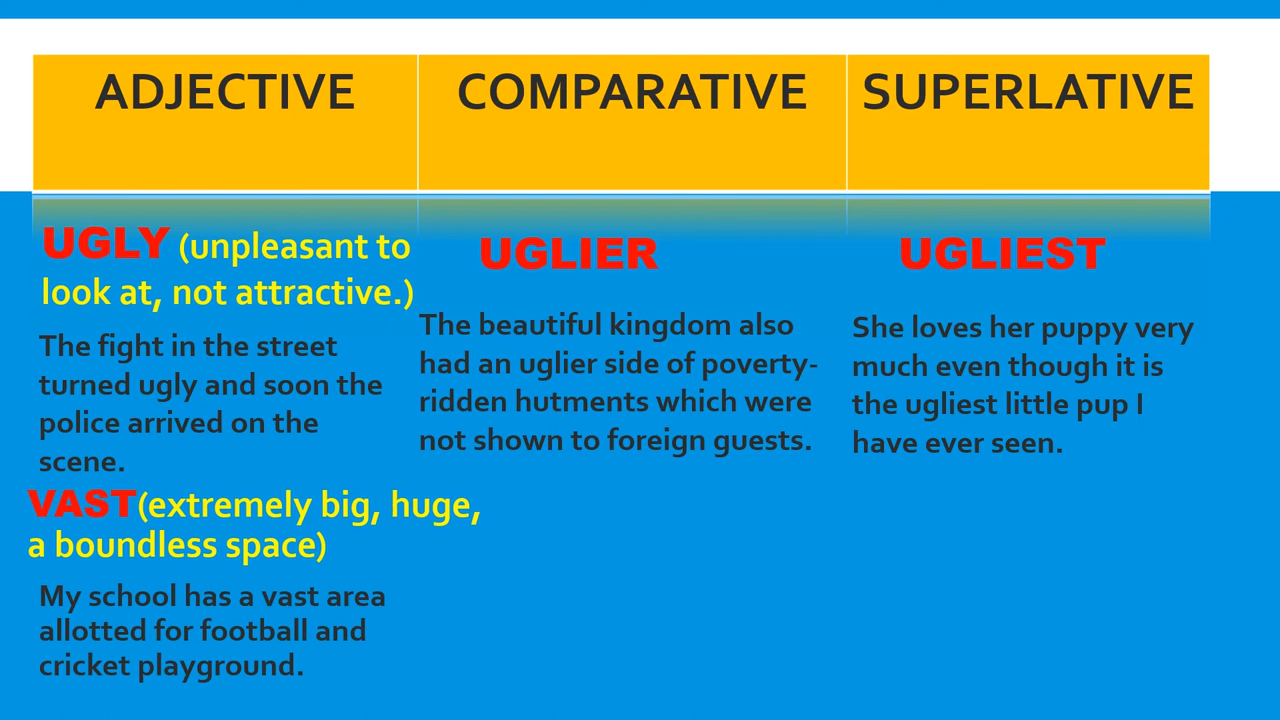 ADJECTIVE
COMPARATIVE
SUPERLATIVE
UGLY (unpleasant to
look at, not attractive.)
The fight in the street
turned ugly and soon the
police arrived on the
scene.
UGLIER
The beautiful kingdom also
had an uglier side of poverty-
ridden hutments which were
not shown to foreign guests.
UGLIEST
She loves her puppy very
much even though it is
the ugliest little pup I
have ever seen.
VAST(extremely big, huge,
a boundless space)
My school has a vast area
allotted for football and
cricket playground.